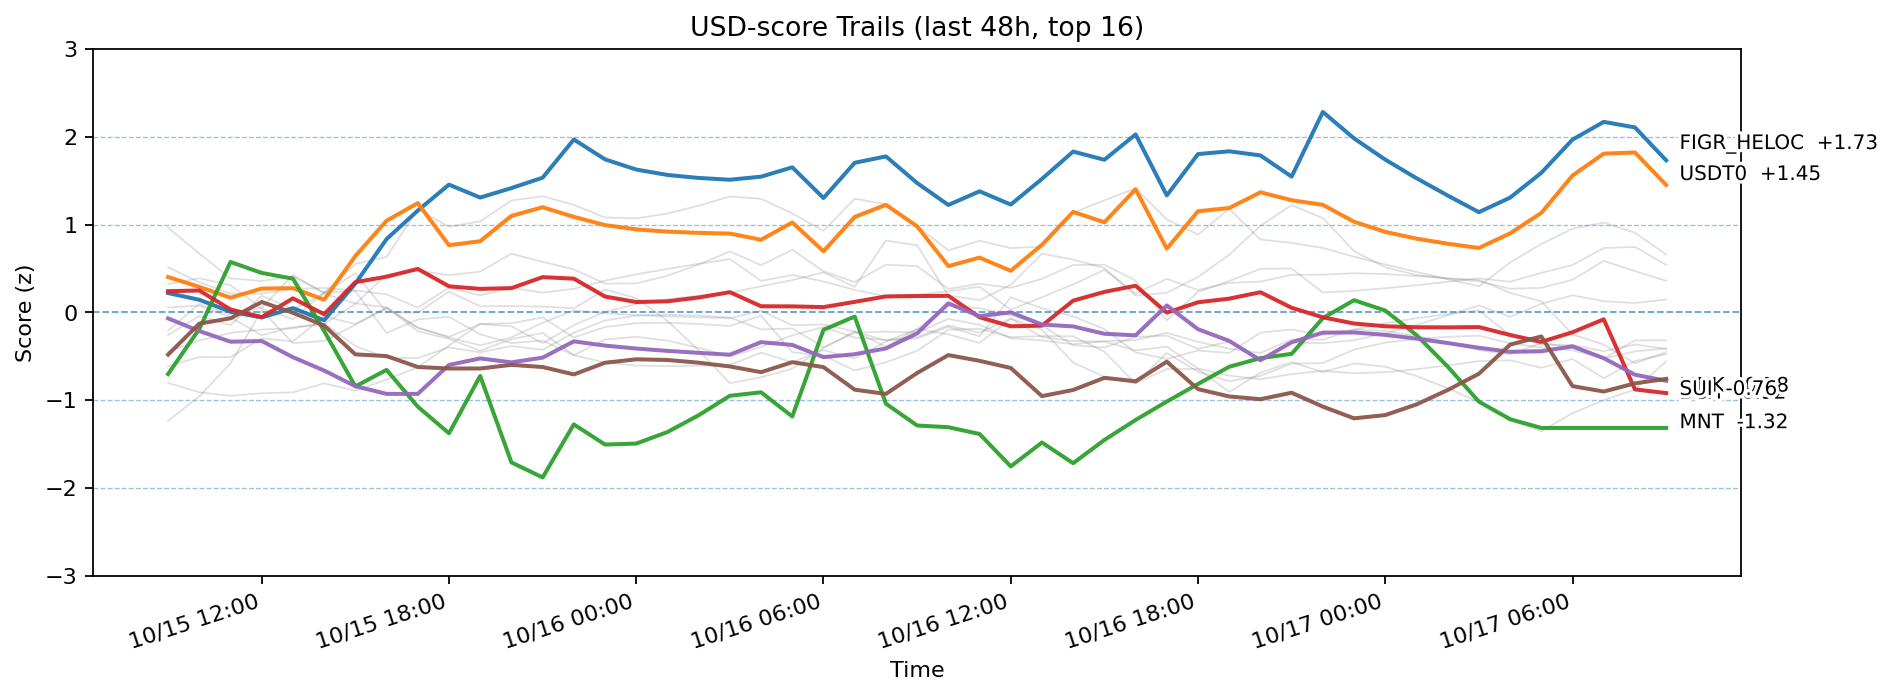 USD-score Trails (last 48h, top 16)
3
2
1
0
−1
−2
−3
Score (z)
FIGR_HELOC +1.73
USDT0 +1.45
SUI -0.76
MNT -1.32
10/15 12:00
10/15 18:00
10/16 00:00
10/16 06:00
10/16 12:00
10/16 18:00
10/17 00:00
10/17 06:00
Time